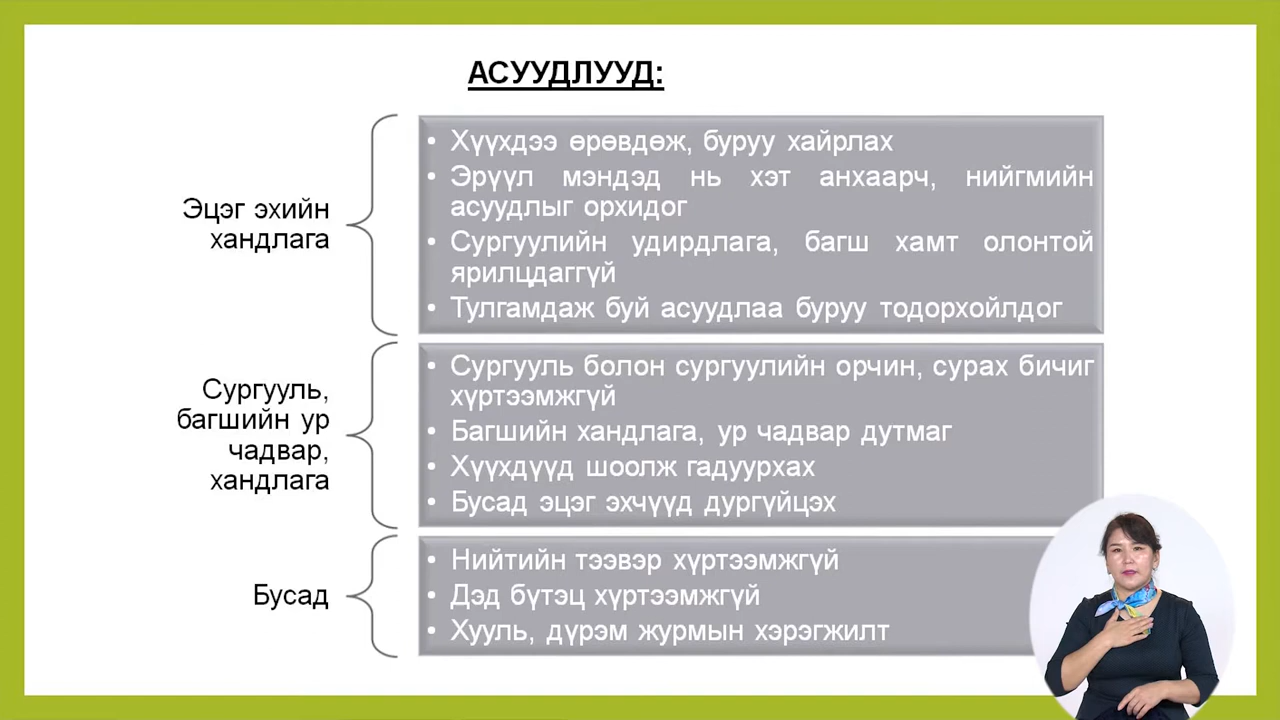 АСУУДЛУУД:
Эцэг эхийн
хандлага
• Хүүхдээ өрөвдөж, буруу хайрлах
• Эрүүл мэндэд нь хэт анхаарч, нийгмийн
асуудлыг орхидог
• Сургуулийн удирдлага, багш хамт олонтой
ярилцдаггүй
• Тулгамдаж буй асуудлаа буруу тодорхойлдог
Сургууль,
багшийн ур
чадвар,
хандлага
• Сургууль болон сургуулийн орчин, сурах бичиг
хүртээмжгүй
• Багшийн хандлага, ур чадвар дутмаг
• Хүүхдүүд шоолж гадуурхах
• Бусад эцэг эхчүүд дургүйцэх
Бусад
• Нийтийн тээвэр хүртээмжгүй
• Дэд бүтэц хүртээмжгүй
• Хууль, дүрэм журмын хэрэгжилт